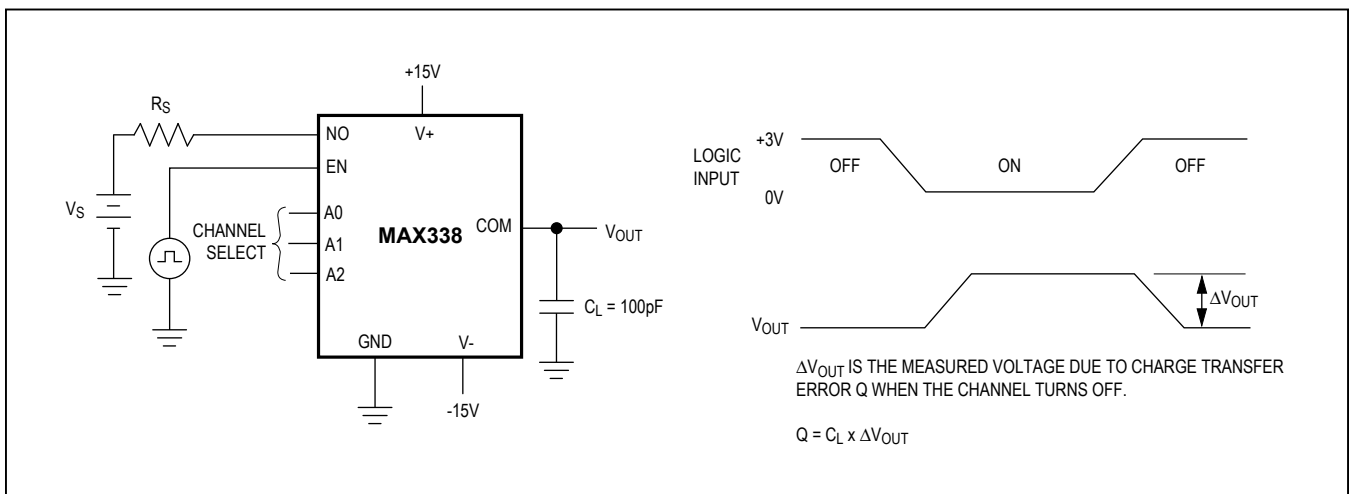 +15V
RS
NO
V+
EN
VS
CHANNEL
SELECT
A0
A1
A2
MAX338
COM
VOUT
CL = 100pF
GND
V-
-15V
LOGIC
INPUT
+3V
0V
OFF
ON
OFF
VOUT
ΔVOUT
ΔVOUT IS THE MEASURED VOLTAGE DUE TO CHARGE TRANSFER
ERROR Q WHEN THE CHANNEL TURNS OFF.
Q = CL x ΔVOUT